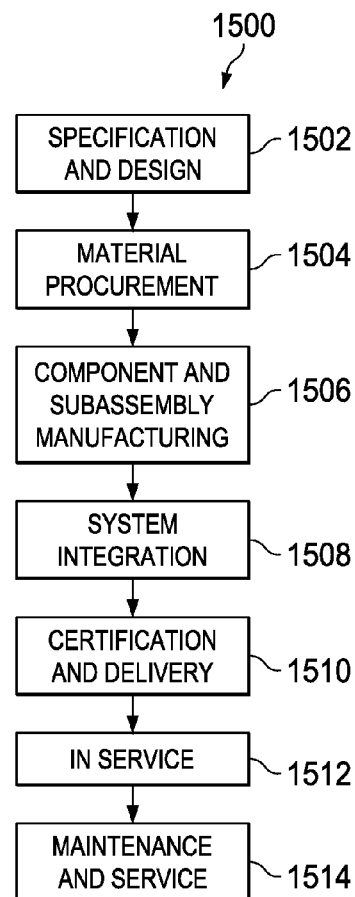 1500
SPECIFICATION
AND DESIGN
1502
MATERIAL
PROCUREMENT
1504
COMPONENT AND
SUBASSEMBLY
MANUFACTURING
1506
SYSTEM
INTEGRATION
1508
CERTIFICATION
AND DELIVERY
1510
IN SERVICE
1512
MAINTENANCE
AND SERVICE
1514